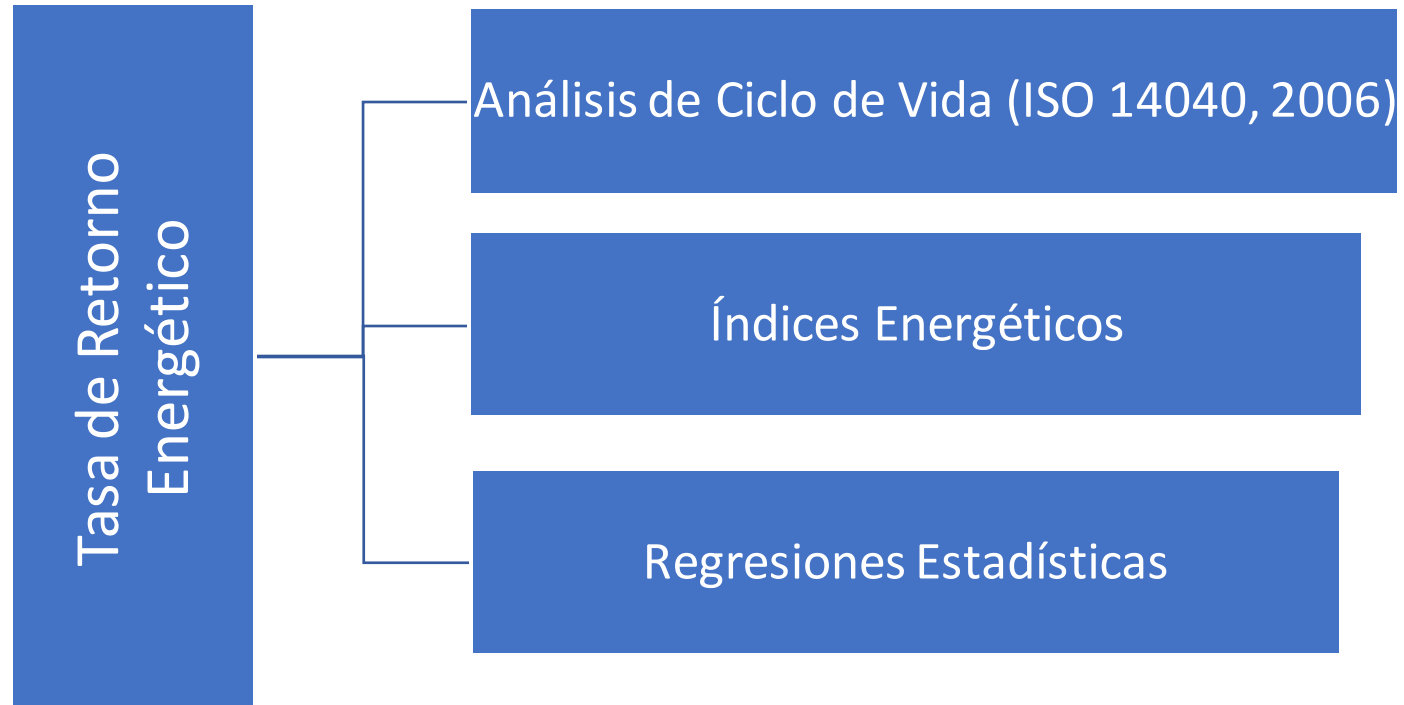 Tasa de Retorno
Energético
Análisis de Ciclo de Vida (ISO 14040, 2006)
Índices Energéticos
Regresiones Estadísticas